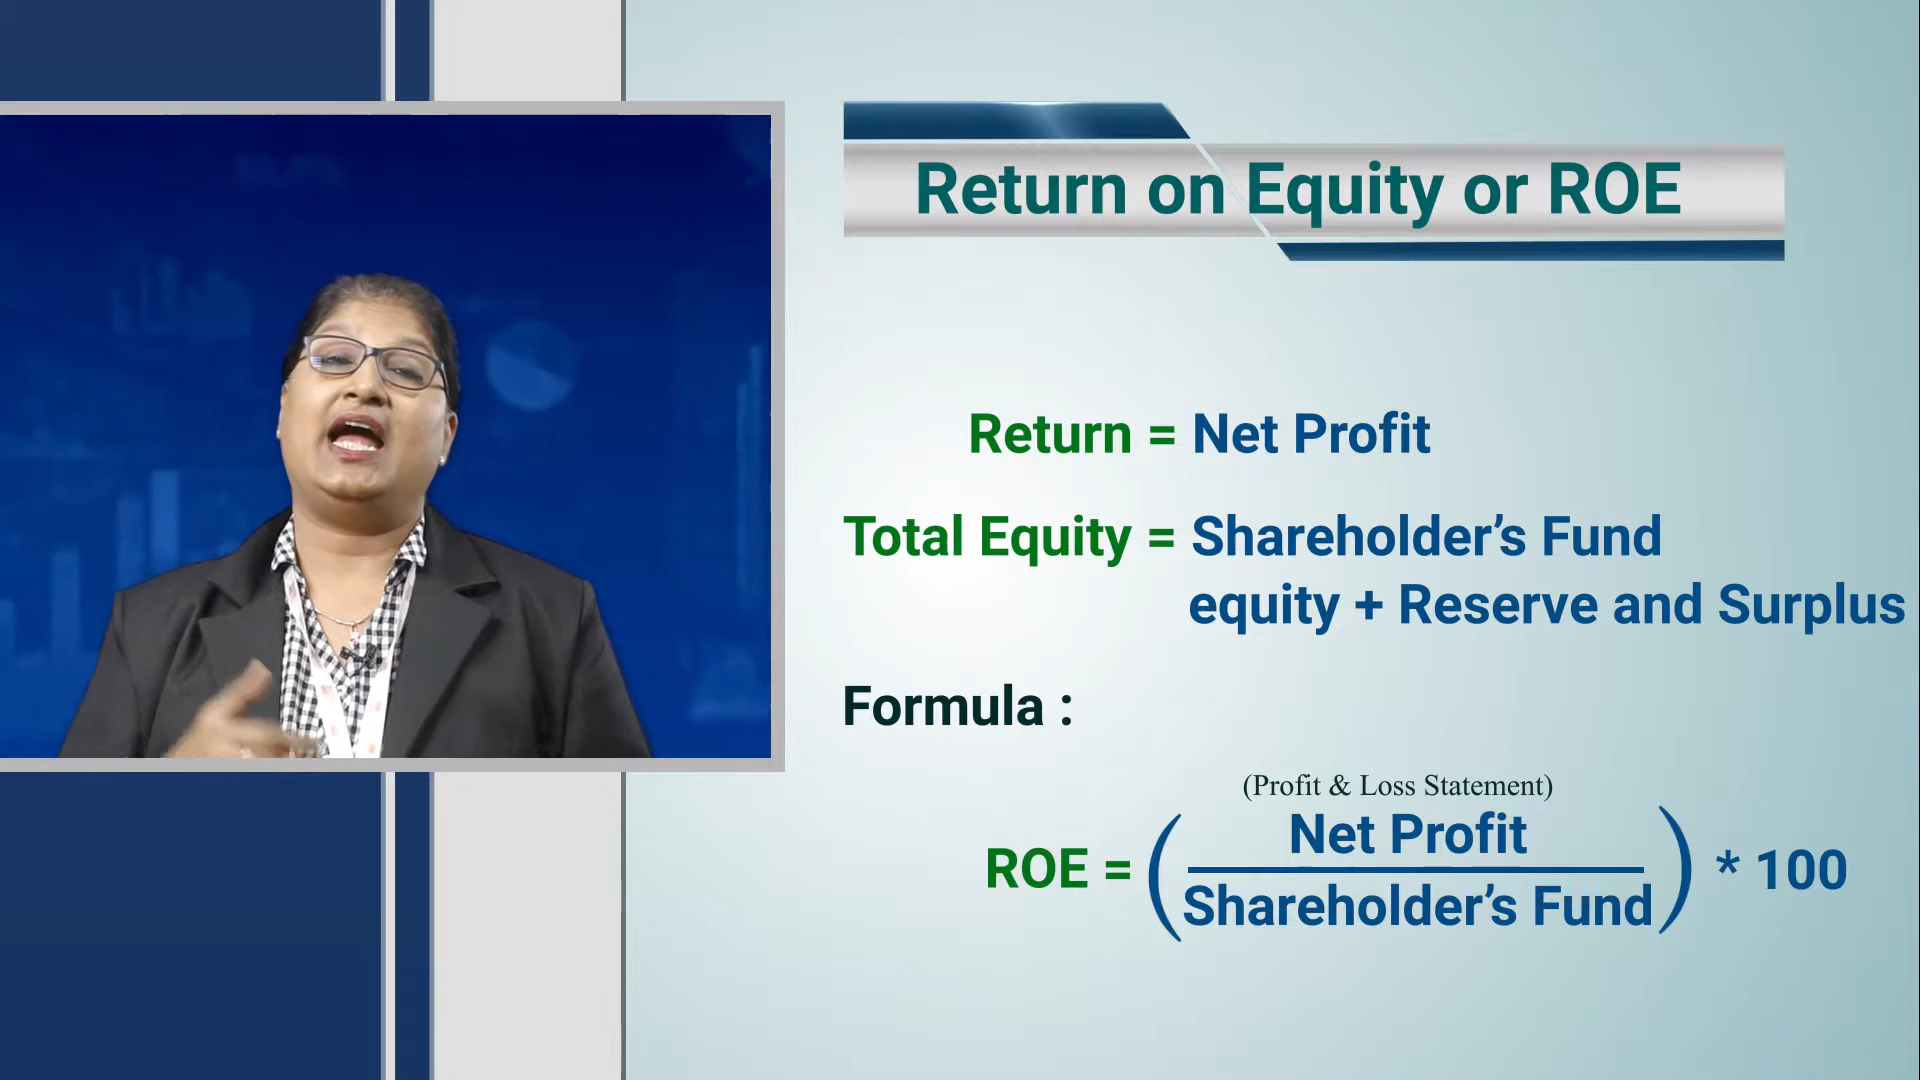 Return on Equity or ROE
Return = Net Profit
Total Equity = Shareholder’s Fund
equity + Reserve and Surplus
Formula :
(Profit & Loss Statement)
ROE = ( Net Profit / Shareholder’s Fund ) * 100